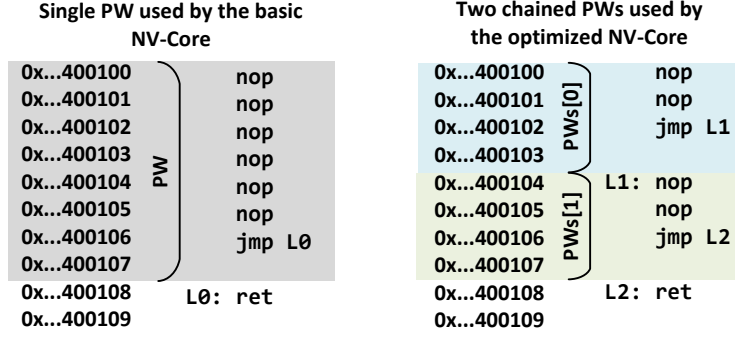 Single PW used by the basic
NV-Core
0x...400100 nop
0x...400101 nop
0x...400102 nop
0x...400103 nop
0x...400104 nop
0x...400105 nop
0x...400106 jmp L0
0x...400107
0x...400108 L0: ret
0x...400109
PW
Two chained PWs used by
the optimized NV-Core
0x...400100 nop
0x...400101 nop
0x...400102 jmp L1
0x...400103
0x...400104 L1: nop
0x...400105 nop
0x...400106 jmp L2
0x...400107
0x...400108 L2: ret
0x...400109
PWs[0]
PWs[1]